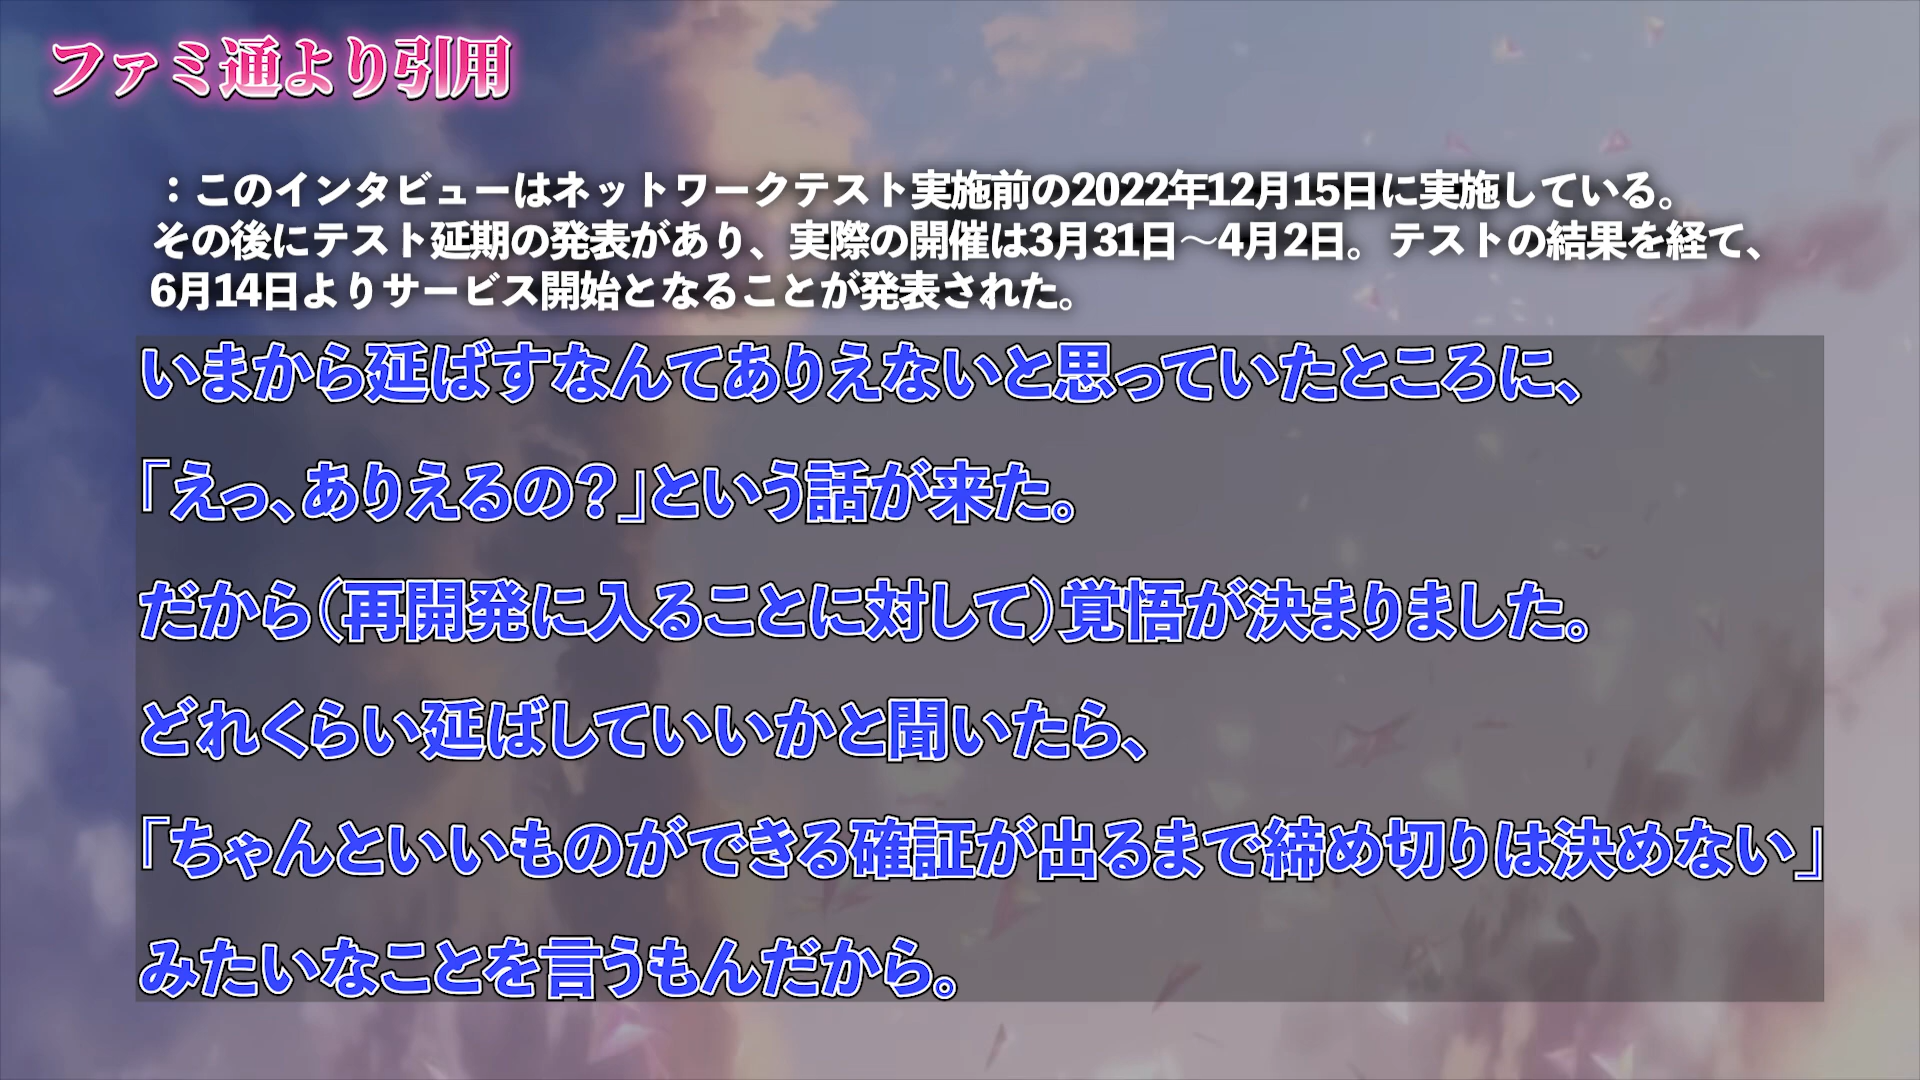 ファミ通より引用
：このインタビューはネットワークテスト実施前の2022年12月15日に実施している。
その後にテスト延期の発表があり、実際の開催は3月31日～4月2日。テストの結果を経て、
6月14日よりサービス開始となることが発表された。
いまから延ばすなんてありえないと思っていたところに、
「えっ、ありえるの？」という話が来た。
だから（再開発に入ることに対して）覚悟が決まりました。
どれくらい延ばしていいかと聞いたら、
「ちゃんといいものができる確証が出るまで締め切りは決めない」
みたいなことを言うもんだから。